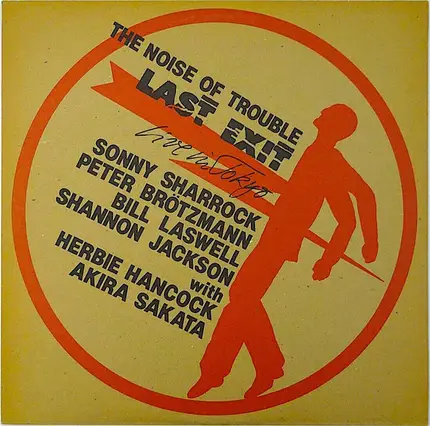 THE NOISE OF TROUBLE
LAST EXIT
Live in Tokyo
SONNY SHARROCK
PETER BRÖTZMANN
BILL LASWELL
SHANNON JACKSON
with
HERBIE HANCOCK
AKIRA SAKATA